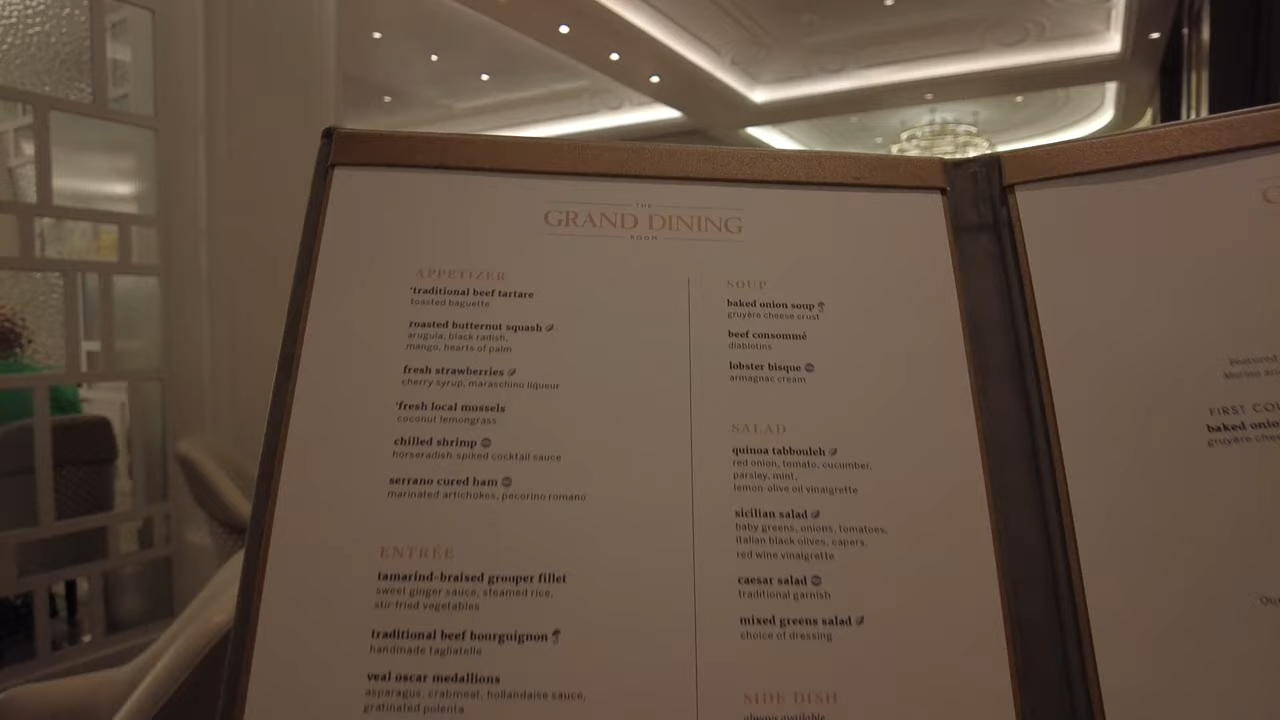 THE
GRAND DINING
ROOM
APPETIZER
*traditional beef tartare
toasted baguette
roasted butternut squash
arugula, black radish,
mango, hearts of palm
fresh strawberries
cherry syrup, maraschino liqueur
*fresh local mussels
coconut lemongrass
chilled shrimp
horseradish-spiked cocktail sauce
serrano cured ham
marinated artichokes, pecorino romano
ENTRÉE
tamarind-braised grouper fillet
sweet ginger sauce, steamed rice,
stir-fried vegetables
traditional beef bourguignon
handmade tagliatelle
veal oscar medallions
asparagus, crabmeat, hollandaise sauce,
gratinated polenta
SOUP
baked onion soup
gruyère cheese crust
beef consommé
diablotins
lobster bisque
armagnac cream
SALAD
quinoa tabbouleh
red onion, tomato, cucumber,
parsley, mint,
lemon-olive oil vinaigrette
sicilian salad
baby greens, onions, tomatoes,
italian black olives, capers,
red wine vinaigrette
caesar salad
traditional garnish
mixed greens salad
choice of dressing
SIDE DISH
always available
Featured
FIRST CO
baked onio
gruyère chee